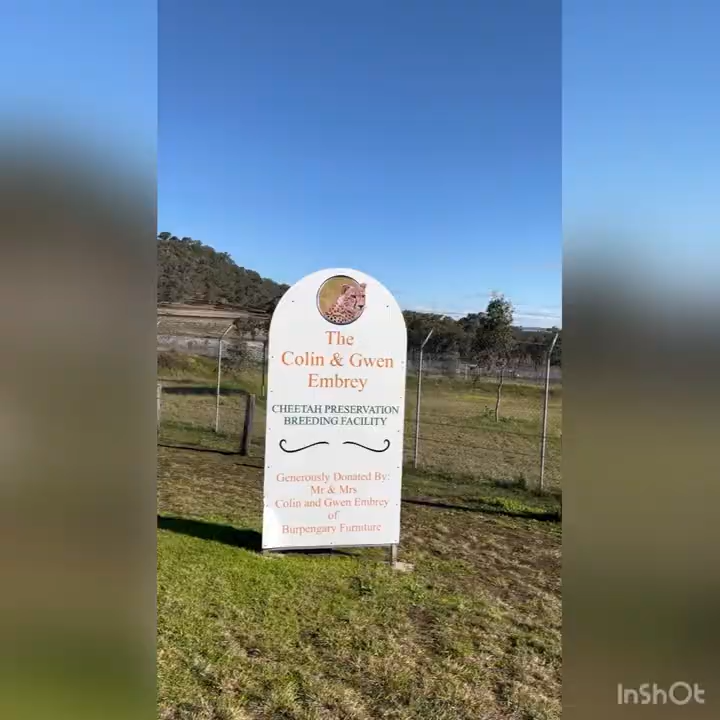 The
Colin & Gwen
Embrey
CHEETAH PRESERVATION
BREEDING FACILITY
Generously Donated By:
Mr & Mrs
Colin and Gwen Embrey
of
Burpengary Furniture
InShOt